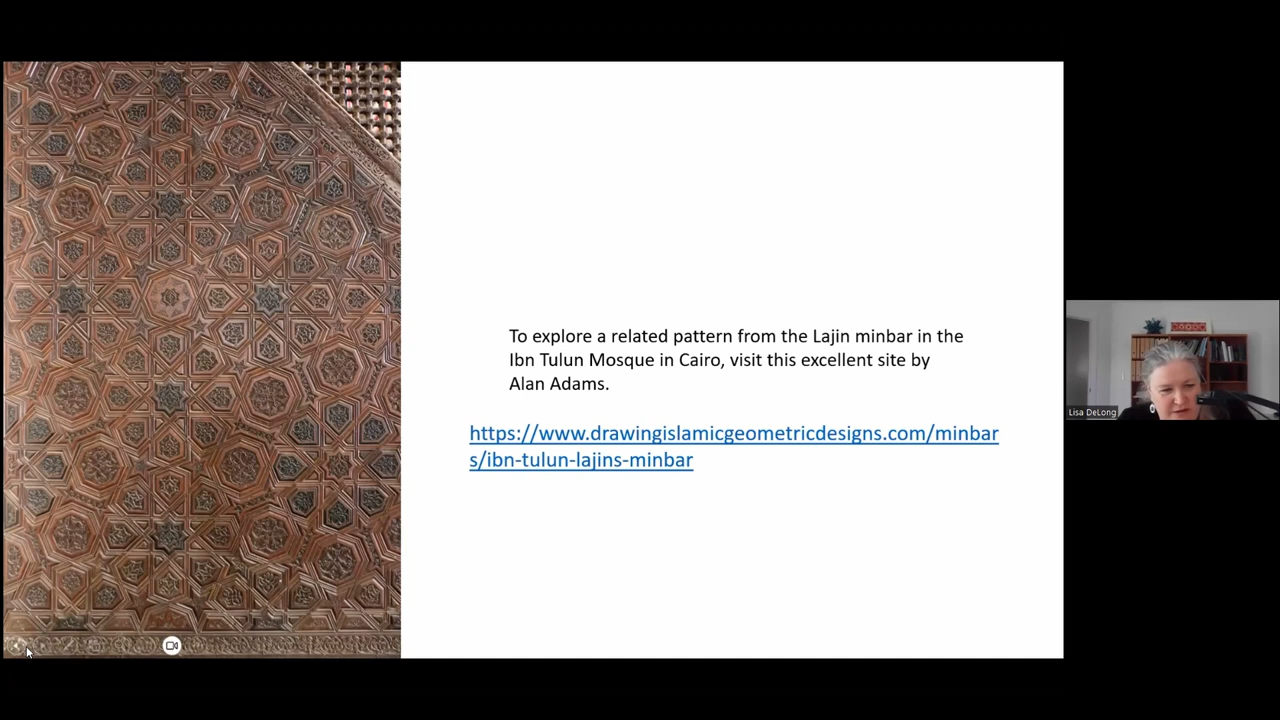 To explore a related pattern from the Lajin minbar in the
Ibn Tulun Mosque in Cairo, visit this excellent site by
Alan Adams.
https://www.drawingislamicgeometricdesigns.com/minbar
s/ibn-tulun-lajins-minbar
Lisa DeLong